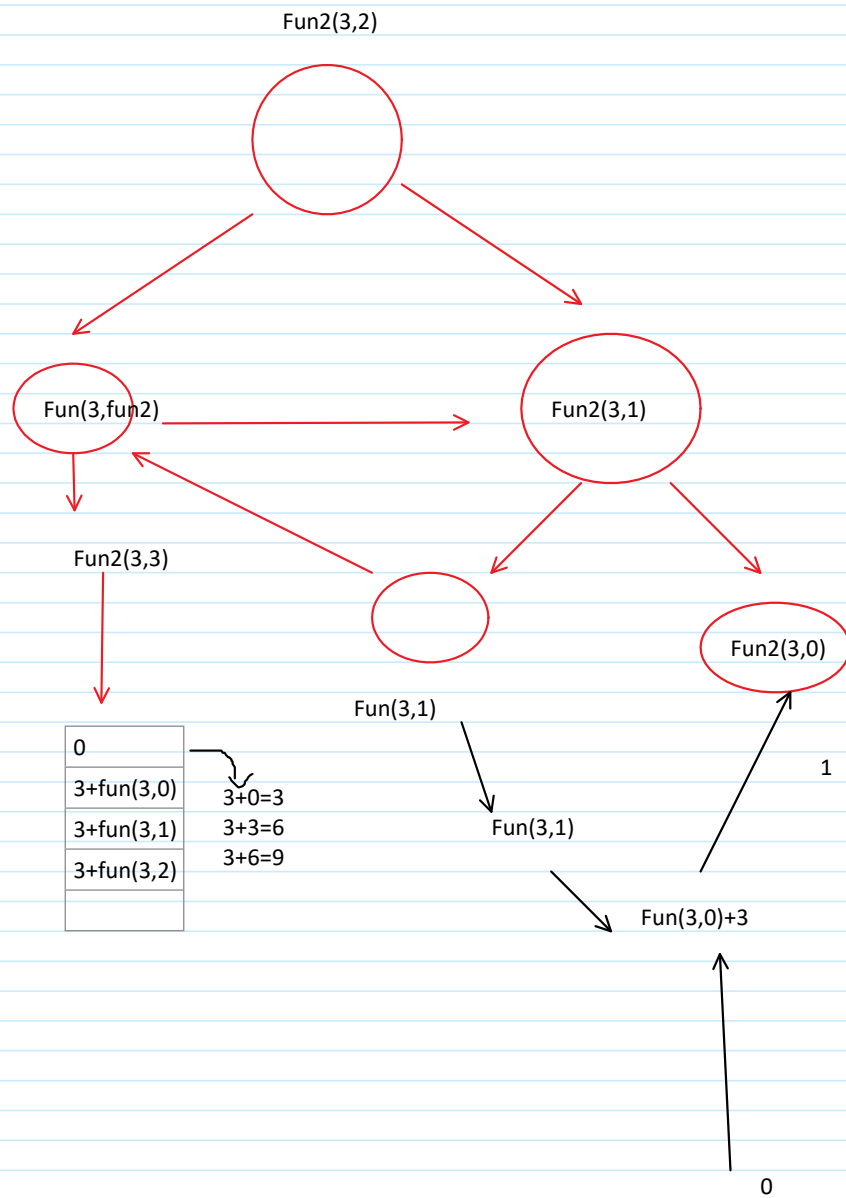 Fun2(3,2)
Fun(3,fun2)
Fun2(3,1)
Fun2(3,3)
Fun2(3,0)
Fun(3,1)
0
3+fun(3,0)
3+fun(3,1)
3+fun(3,2)
3+0=3
3+3=6
3+6=9
1
Fun(3,1)
Fun(3,0)+3
0